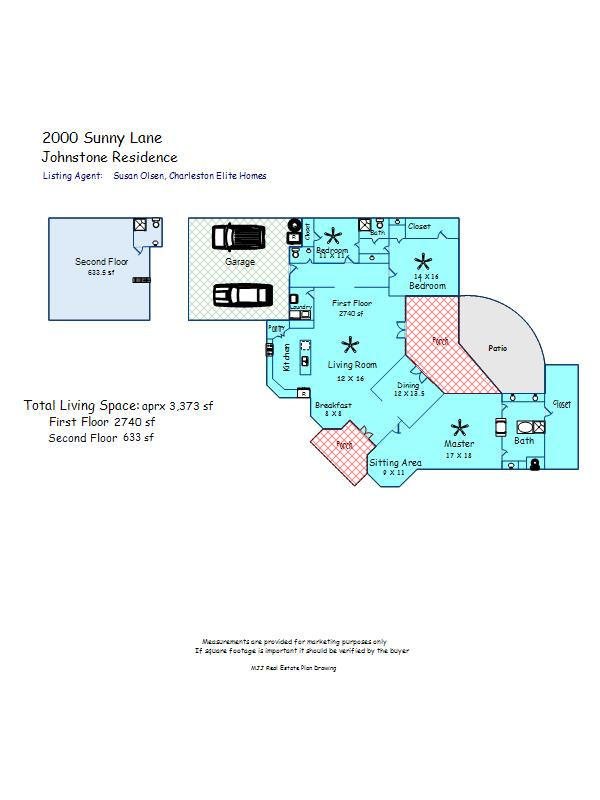 2000 Sunny Lane
Johnstone Residence
Listing Agent: Susan Olsen, Charleston Elite Homes
Second Floor
633.5 sf
Garage
R
Closet
Bedroom
11 X 11
Bath
Closet
14 X 16
Bedroom
Laundry
First Floor
2740 sf
Pantry
Kitchen
Living Room
12 X 16
Porch
Patio
Dining
12 X 13.5
R
Breakfast
8 X 8
Porch
Sitting Area
9 X 11
Master
17 X 18
Bath
Closet
Total Living Space: aprx 3,373 sf
First Floor 2740 sf
Second Floor 633 sf
Measurements are provided for marketing purposes only
If square footage is important it should be verified by the buyer
MJJ Real Estate Plan Drawing